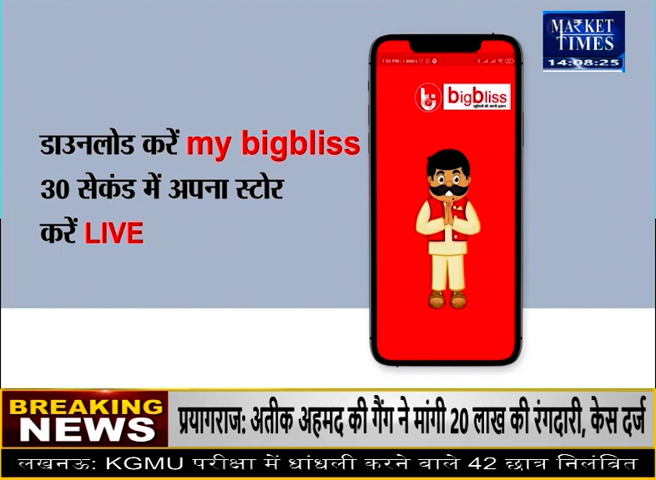 MARKET
TIMES
14:08:25
bigbliss
डाउनलोड करें my bigbliss
30 सेकंड में अपना स्टोर
करें LIVE
BREAKING
NEWS
प्रयागराज: अतीक अहमद की गैंग ने मांगी 20 लाख की रंगदारी, केस दर्ज
लखनऊ: KGMU परीक्षा में धांधली करने वाले 42 छात्र निलंबित